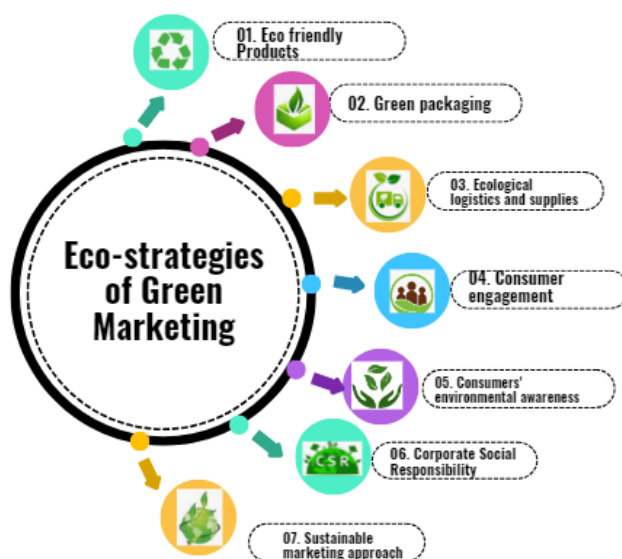 01. Eco friendly
Products
02. Green packaging
03. Ecological
logistics and supplies
Eco-strategies
of Green
Marketing
04. Consumer
engagement
05. Consumers'
environmental awareness
CSR
06. Corporate Social
Responsibility
07. Sustainable
marketing approach